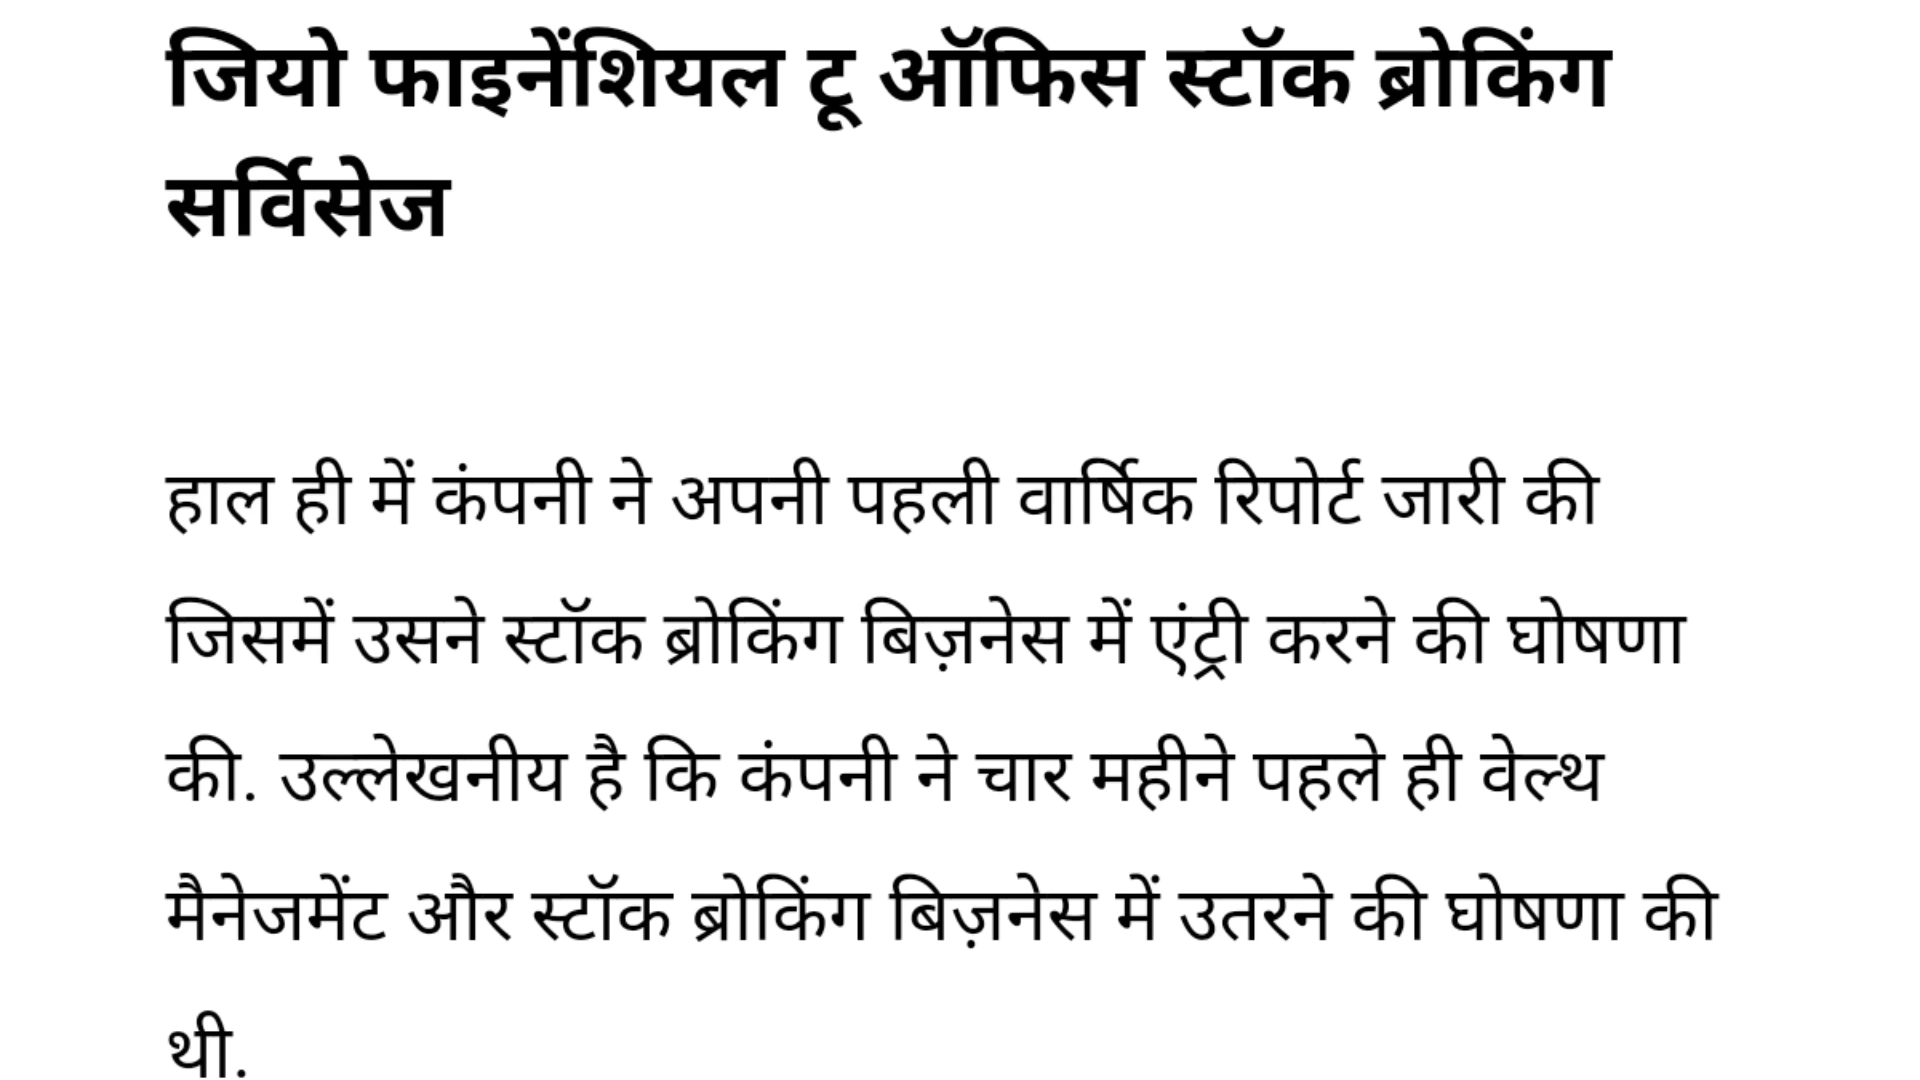 जियो फाइनेंशियल टू ऑफिस स्टॉक ब्रोकिंग
सर्विसेज
हाल ही में कंपनी ने अपनी पहली वार्षिक रिपोर्ट जारी की
जिसमें उसने स्टॉक ब्रोकिंग बिज़नेस में एंट्री करने की घोषणा
की. उल्लेखनीय है कि कंपनी ने चार महीने पहले ही वेल्थ
मैनेजमेंट और स्टॉक ब्रोकिंग बिज़नेस में उतरने की घोषणा की
थी.